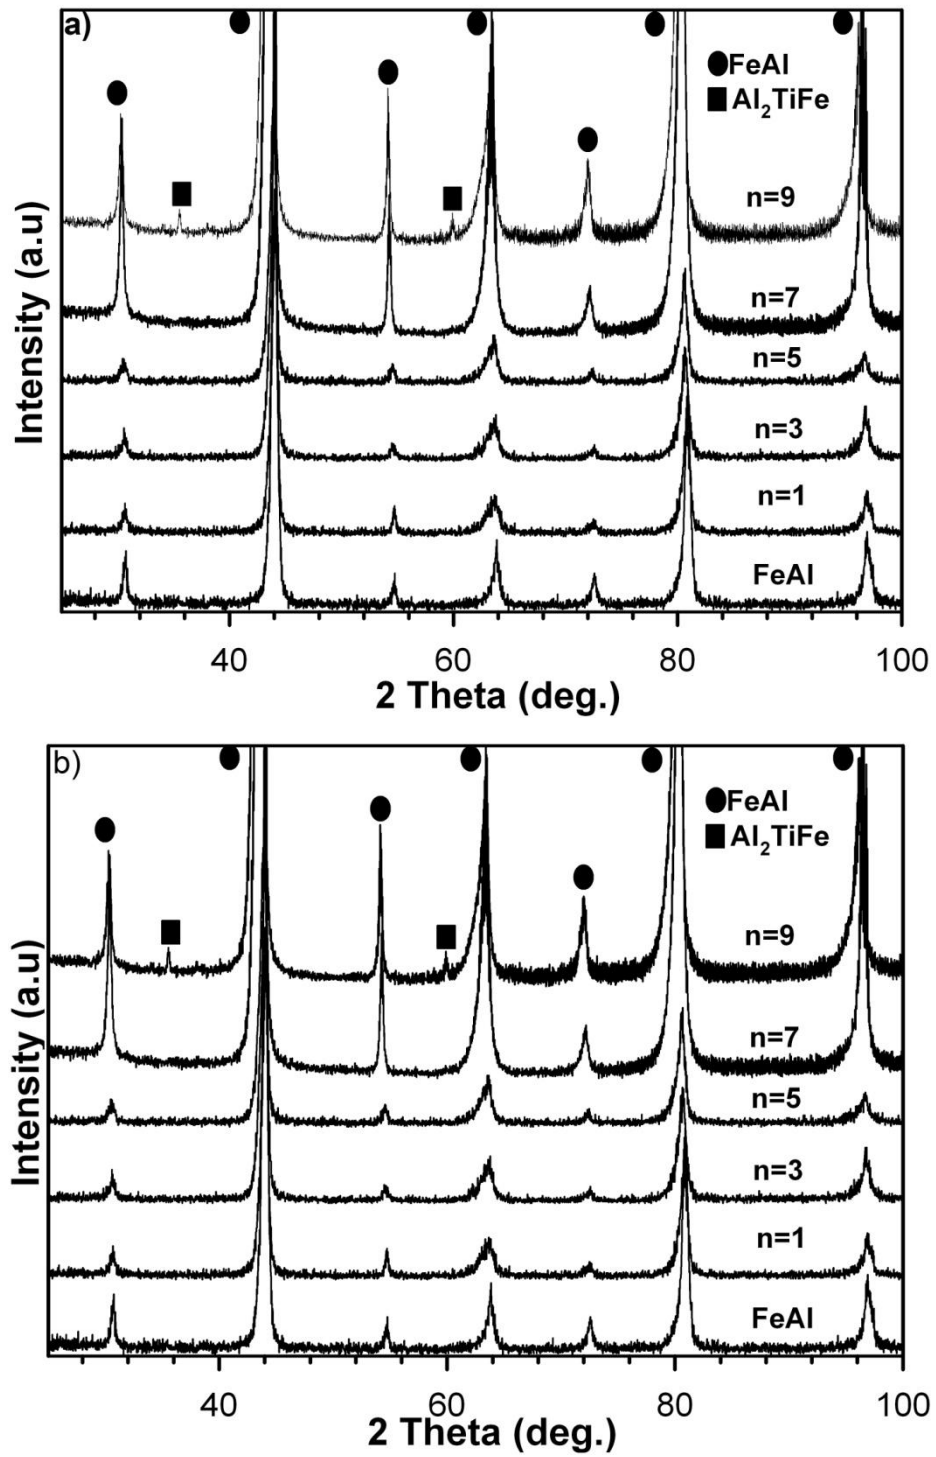 a)
FeAl
Al₂TiFe
n=9
n=7
n=5
n=3
n=1
FeAl
Intensity (a.u)
40 60 80 100
2 Theta (deg.)
b)
FeAl
Al₂TiFe
n=9
n=7
n=5
n=3
n=1
FeAl
Intensity (a.u)
40 60 80 100
2 Theta (deg.)